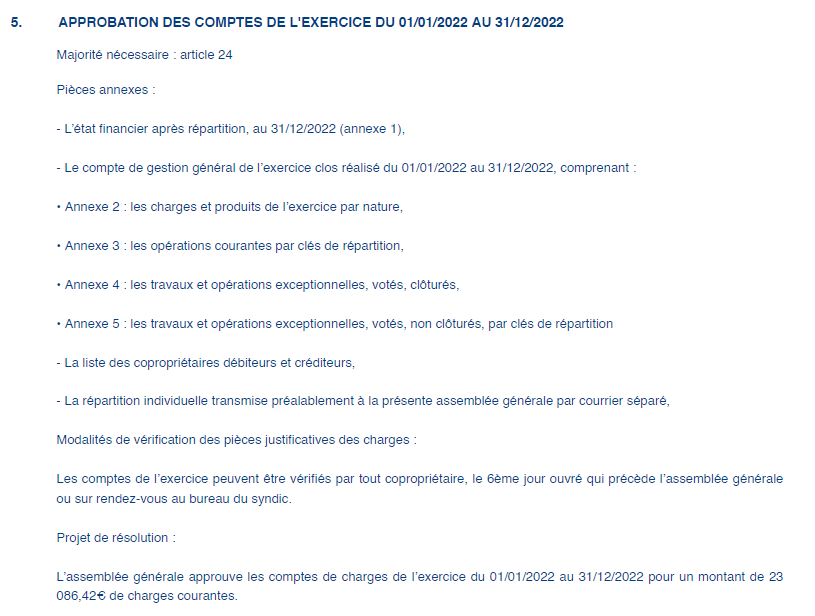 5. APPROBATION DES COMPTES DE L'EXERCICE DU 01/01/2022 AU 31/12/2022
Majorité nécessaire : article 24
Pièces annexes :
- L'état financier après répartition, au 31/12/2022 (annexe 1),
- Le compte de gestion général de l'exercice clos réalisé du 01/01/2022 au 31/12/2022, comprenant :
• Annexe 2 : les charges et produits de l'exercice par nature,
• Annexe 3 : les opérations courantes par clés de répartition,
• Annexe 4 : les travaux et opérations exceptionnelles, votés, clôturés,
• Annexe 5 : les travaux et opérations exceptionnelles, votés, non clôturés, par clés de répartition
- La liste des copropriétaires débiteurs et créditeurs,
- La répartition individuelle transmise préalablement à la présente assemblée générale par courrier séparé,
Modalités de vérification des pièces justificatives des charges :
Les comptes de l'exercice peuvent être vérifiés par tout copropriétaire, le 6ème jour ouvré qui précède l'assemblée générale
ou sur rendez-vous au bureau du syndic.
Projet de résolution :
L'assemblée générale approuve les comptes de charges de l'exercice du 01/01/2022 au 31/12/2022 pour un montant de 23
086,42€ de charges courantes.